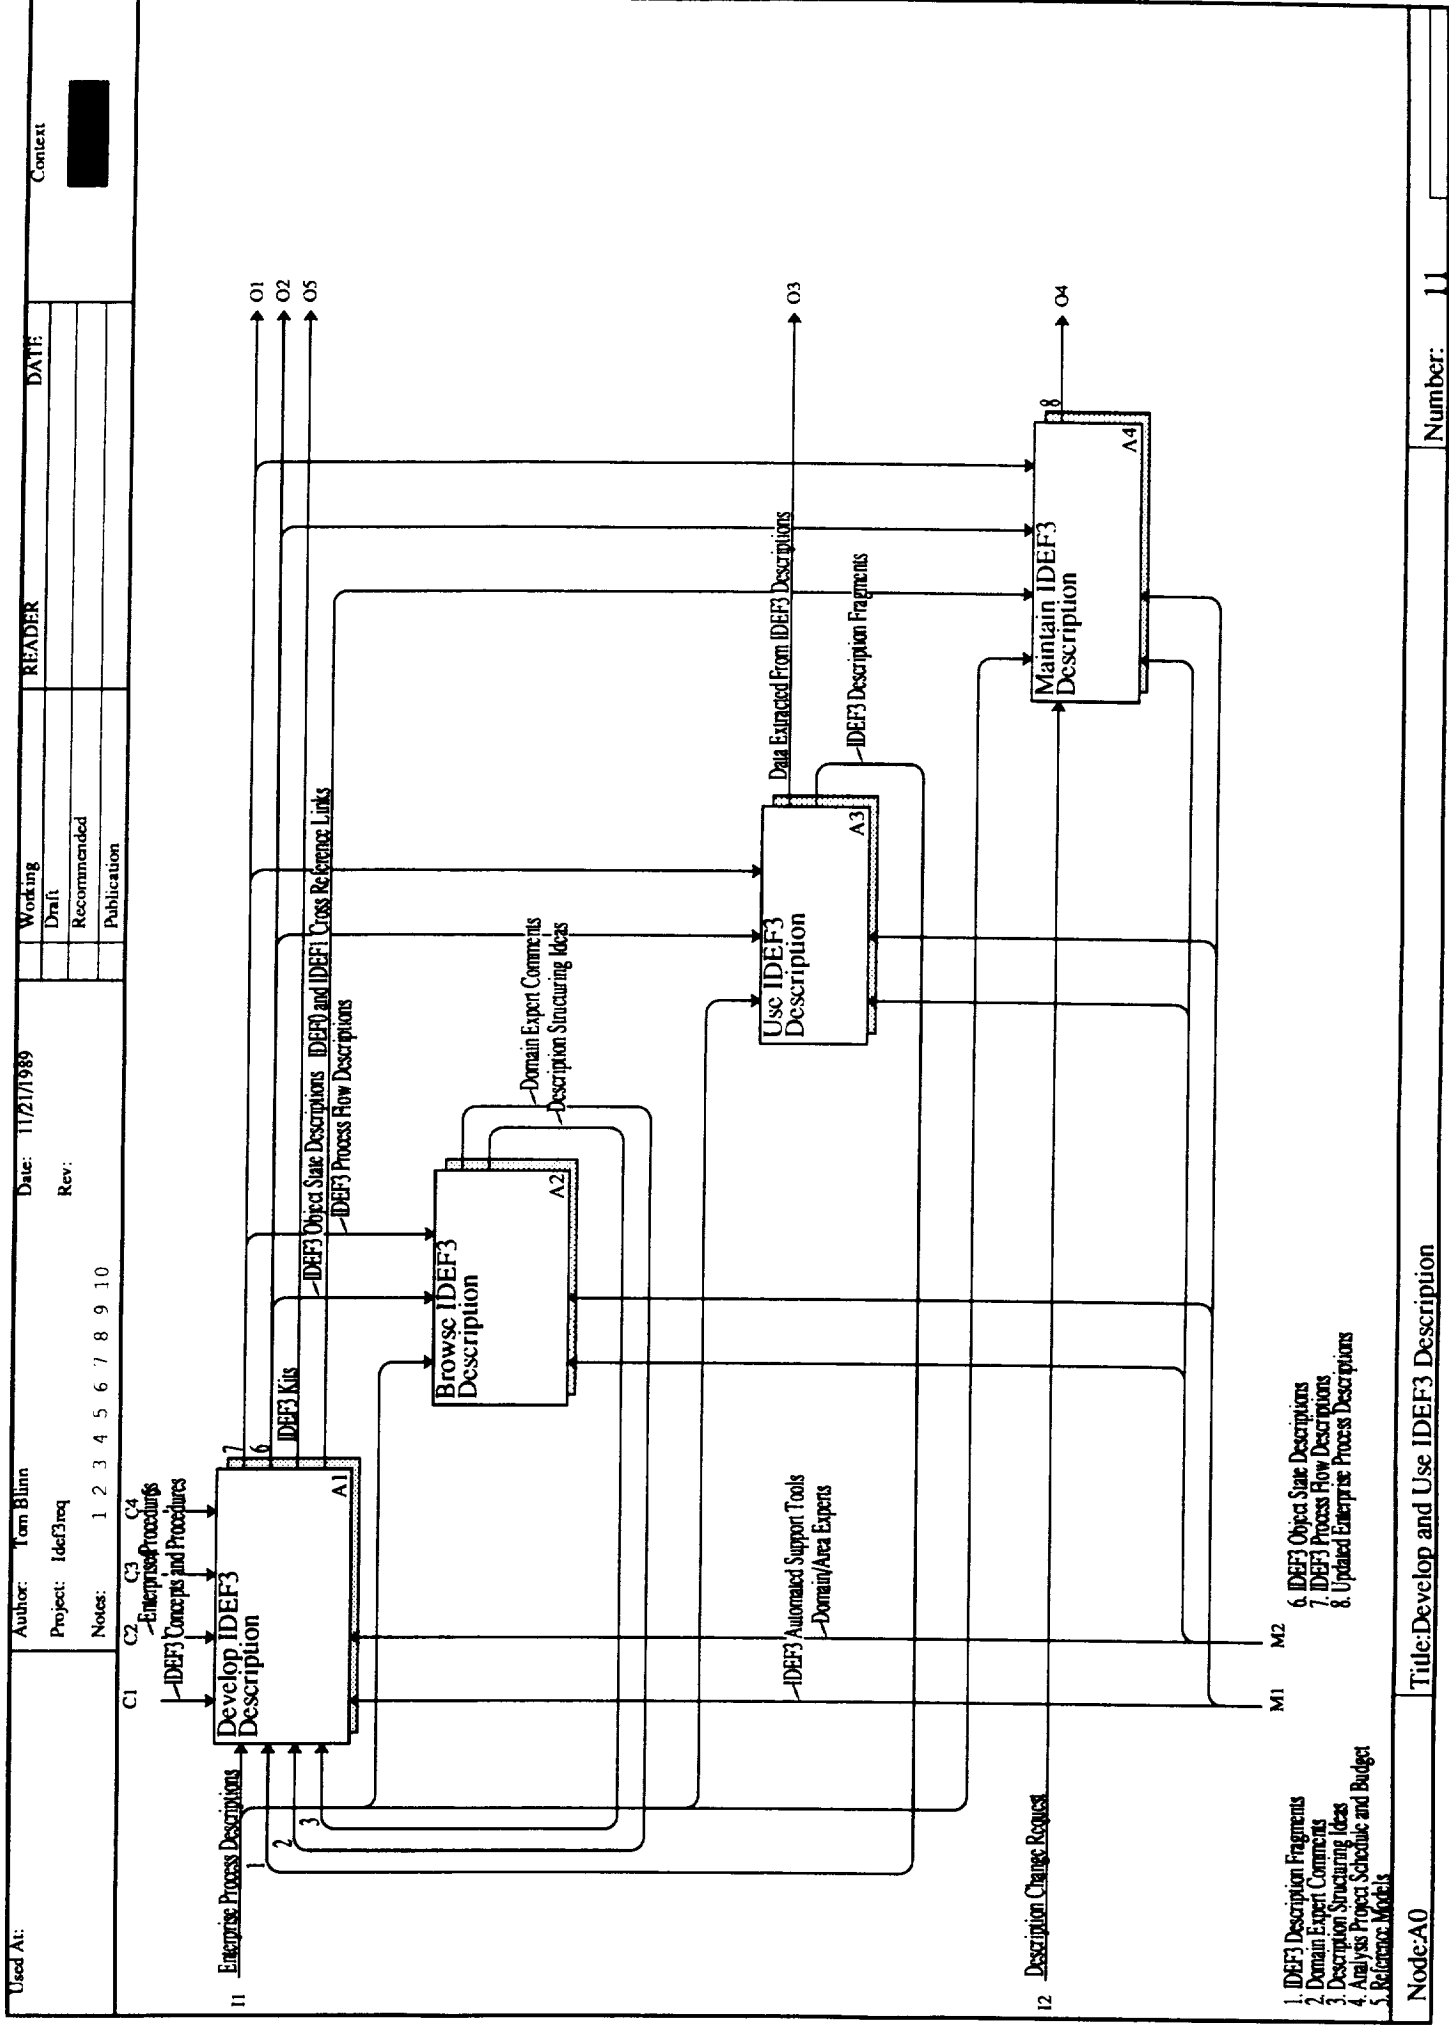 Used At:
Author: Tom Blinn
Date: 11/21/1989
Project: Idef3req
Rev:
Notes: 1 2 3 4 5 6 7 8 9 10
Working
Draft
Recommended
Publication
READER
DATE
Context
C1
C2
C3
C4
Enterprise Procedures
IDEF3 Concepts and Procedures
I1
Enterprise Process Descriptions
1
2
3
Develop IDEF3
Description
A1
7
6
IDEF3 Kits
IDEF3 Object State Descriptions
IDEF0 and IDEF1 Cross Reference Links
IDEF3 Process Flow Descriptions
O1
O2
O5
Browse IDEF3
Description
A2
Domain Expert Comments
Description Structuring Ideas
Use IDEF3
Description
A3
Data Extracted From IDEF3 Descriptions
O3
IDEF3 Description Fragments
IDEF3 Automated Support Tools
Domain/Area Experts
I2
Description Change Request
Maintain IDEF3
Description
A4
8
O4
M1
M2
1. IDEF3 Description Fragments
2. Domain Expert Comments
3. Description Structuring Ideas
4. Analysis Project Schedule and Budget
5. Reference Models
6. IDEF3 Object State Descriptions
7. IDEF3 Process Flow Descriptions
8. Updated Enterprise Process Descriptions
Node:A0
Title:Develop and Use IDEF3 Description
Number: 11